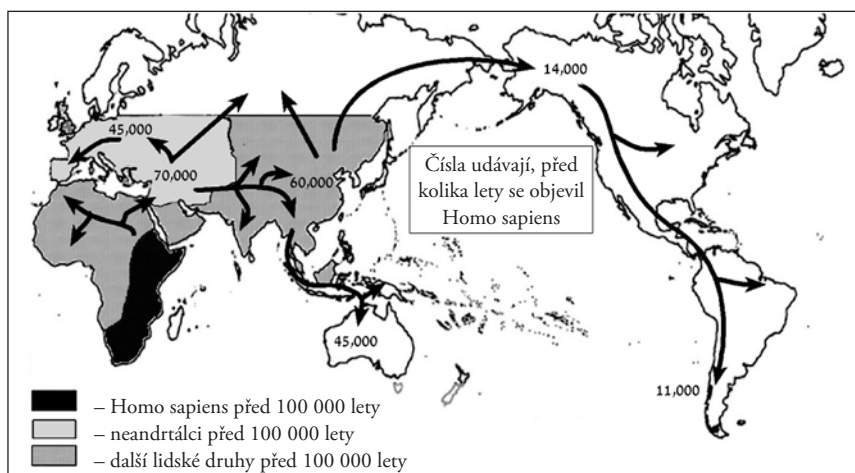 14,000
45,000
70,000
60,000
Čísla udávají, před
kolika lety se objevil
Homo sapiens
45,000
11,000
– Homo sapiens před 100 000 lety
– neandrtálci před 100 000 lety
– další lidské druhy před 100 000 lety